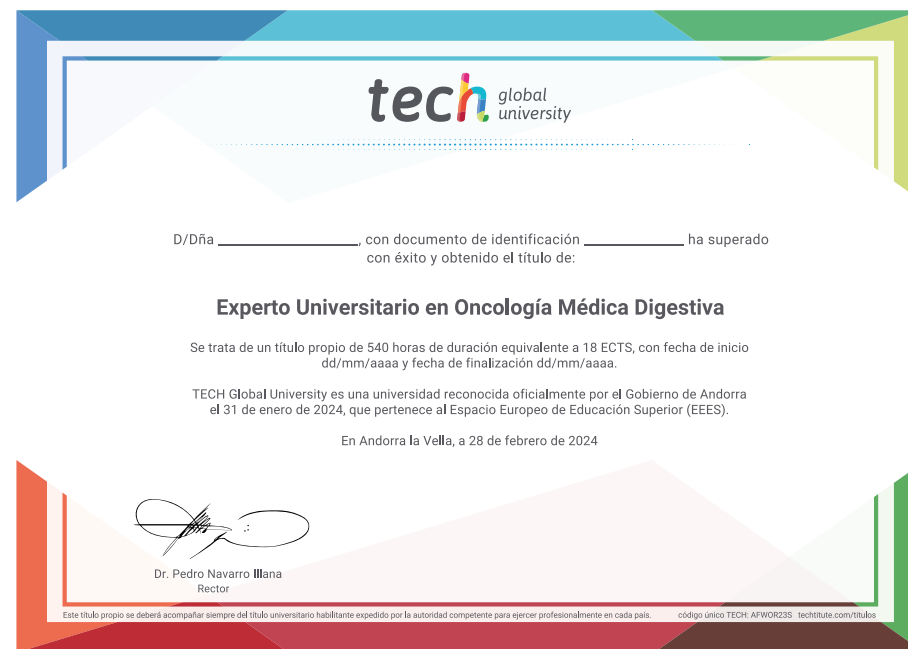 tech global university
D/Dña ____________________, con documento de identificación ______________ ha superado
con éxito y obtenido el título de:
Experto Universitario en Oncología Médica Digestiva
Se trata de un título propio de 540 horas de duración equivalente a 18 ECTS, con fecha de inicio
dd/mm/aaaa y fecha de finalización dd/mm/aaaa.
TECH Global University es una universidad reconocida oficialmente por el Gobierno de Andorra
el 31 de enero de 2024, que pertenece al Espacio Europeo de Educación Superior (EEES).
En Andorra la Vella, a 28 de febrero de 2024
Dr. Pedro Navarro Illana
Rector
Este título propio se deberá acompañar siempre del título universitario habilitante expedido por la autoridad competente para ejercer profesionalmente en cada país. código único TECH: AFWOR23S techtitute.com/titulos